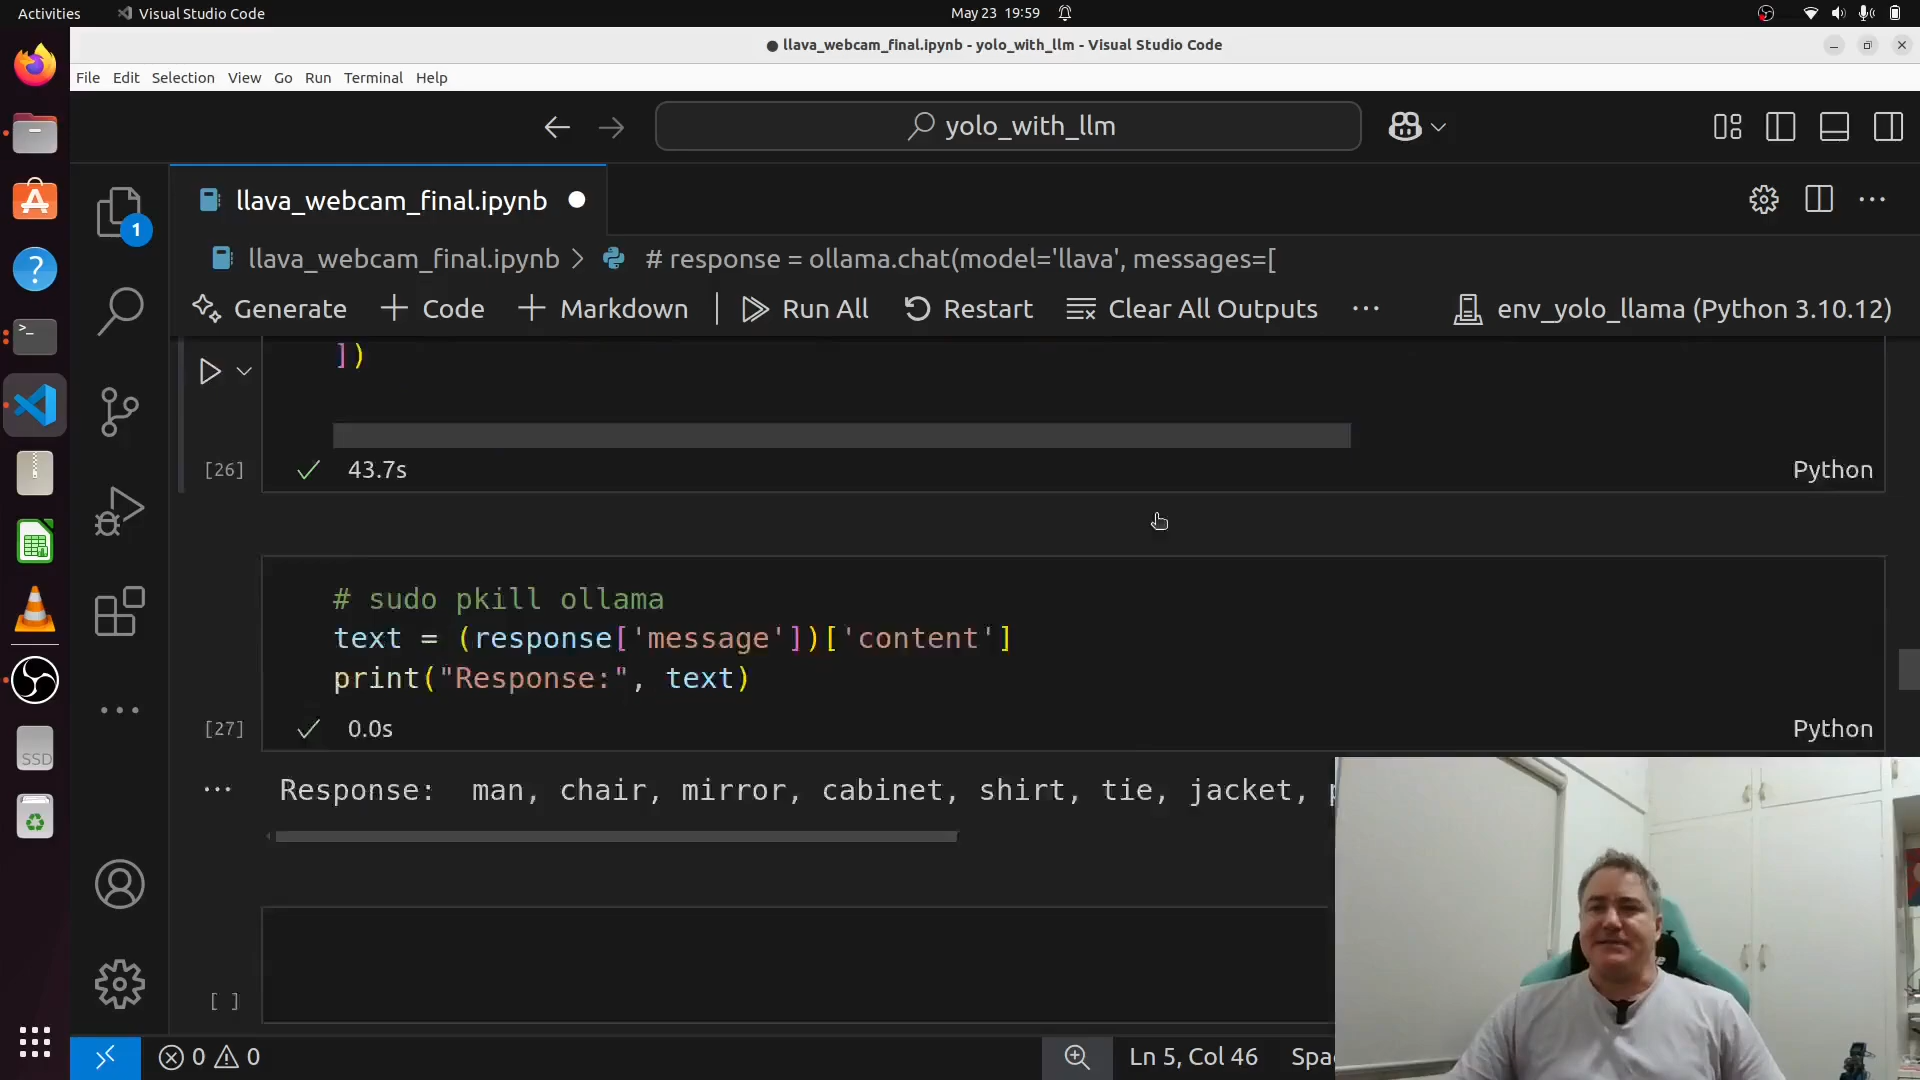 Activities
Visual Studio Code
May 23 19:59
● llava_webcam_final.ipynb - yolo_with_llm - Visual Studio Code
File Edit Selection View Go Run Terminal Help
yolo_with_llm
1
llava_webcam_final.ipynb
llava_webcam_final.ipynb > # response = ollama.chat(model='llava', messages=[
Generate + Code + Markdown | Run All Restart Clear All Outputs ... env_yolo_llama (Python 3.10.12)
])
[26] ✓ 43.7s Python
# sudo pkill ollama
text = (response['message'])['content']
print("Response:", text)
[27] ✓ 0.0s Python
... Response: man, chair, mirror, cabinet, shirt, tie, jacket,
[ ]
SSD
0 0
Ln 5, Col 46